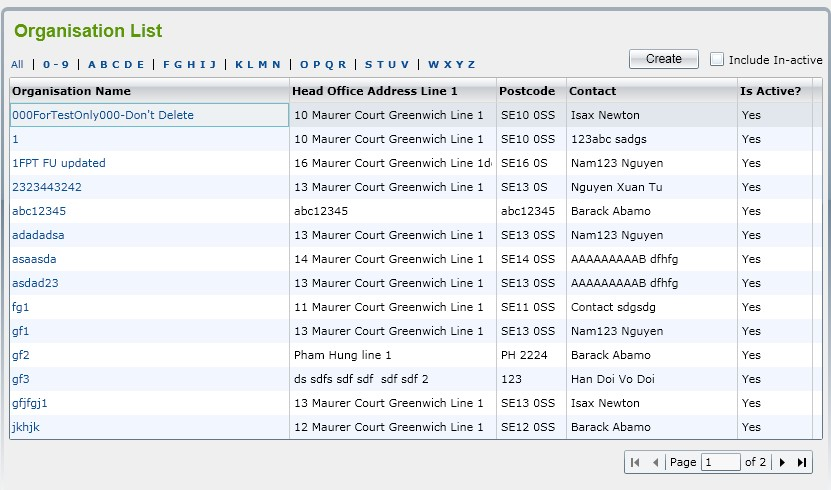 Organisation List
All | 0 - 9 | A B C D E | F G H I J | K L M N | O P Q R | S T U V | W X Y Z Create Include In-active
Organisation Name Head Office Address Line 1 Postcode Contact Is Active?
000ForTestOnly000-Don't Delete 10 Maurer Court Greenwich Line 1 SE10 0SS Isax Newton Yes
1 10 Maurer Court Greenwich Line 1 SE10 0SS 123abc sadgs Yes
1FPT FU updated 16 Maurer Court Greenwich Line 1d SE16 0S Nam123 Nguyen Yes
2323443242 13 Maurer Court Greenwich Line 1 SE13 0S Nguyen Xuan Tu Yes
abc12345 abc12345 abc12345 Barack Abamo Yes
adadadsa 13 Maurer Court Greenwich Line 1 SE13 0SS Nam123 Nguyen Yes
asaasda 14 Maurer Court Greenwich Line 1 SE14 0SS AAAAAAAAAB dfhfg Yes
asdad23 13 Maurer Court Greenwich Line 1 SE13 0SS AAAAAAAAAB dfhfg Yes
fg1 11 Maurer Court Greenwich Line 1 SE11 0SS Contact sdgsdg Yes
gf1 13 Maurer Court Greenwich Line 1 SE13 0SS Nam123 Nguyen Yes
gf2 Pham Hung line 1 PH 2224 Barack Abamo Yes
gf3 ds sdfs sdf sdf sdf sdf 2 123 Han Doi Vo Doi Yes
gfjfgj1 13 Maurer Court Greenwich Line 1 SE13 0SS Isax Newton Yes
jkhjk 12 Maurer Court Greenwich Line 1 SE12 0SS Barack Abamo Yes
Page 1 of 2